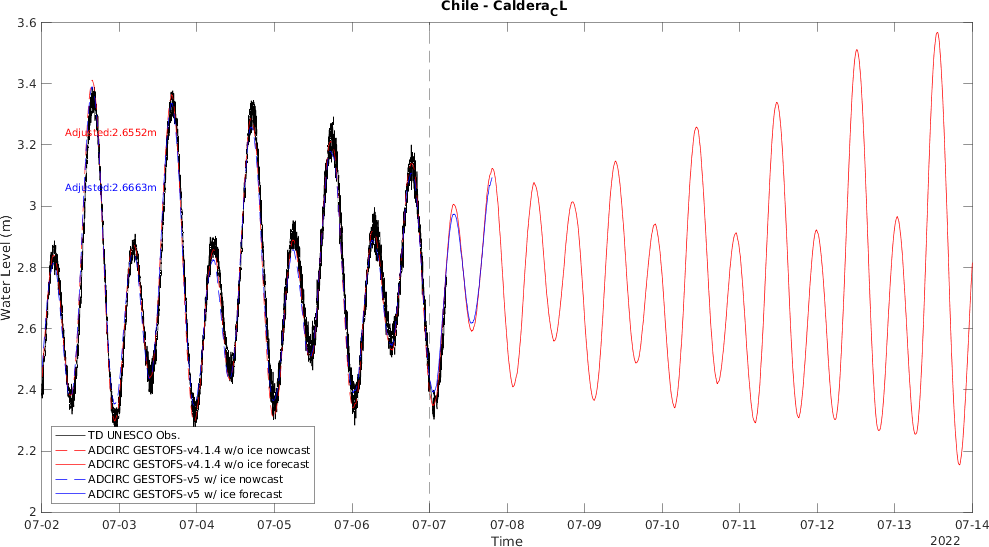 Chile - Caldera_CL
3.6
3.4
3.2
3
2.8
2.6
2.4
2.2
2
Water Level (m)
Adjusted:2.6552m
Adjusted:2.6663m
TD UNESCO Obs.
ADCIRC GESTOFS-v4.1.4 w/o ice nowcast
ADCIRC GESTOFS-v4.1.4 w/o ice forecast
ADCIRC GESTOFS-v5 w/ ice nowcast
ADCIRC GESTOFS-v5 w/ ice forecast
07-02 07-03 07-04 07-05 07-06 07-07 07-08 07-09 07-10 07-11 07-12 07-13 07-14
Time
2022